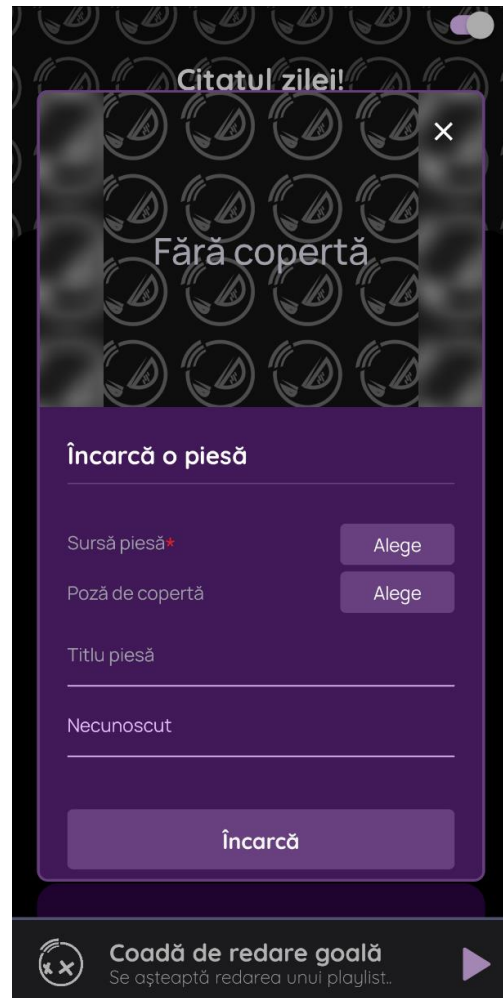 Citatul zilei!
Fără copertă
Încarcă o piesă
Sursă piesă*
Alege
Poză de copertă
Alege
Titlu piesă
Necunoscut
Încarcă
Coadă de redare goală
Se așteaptă redarea unui playlist..